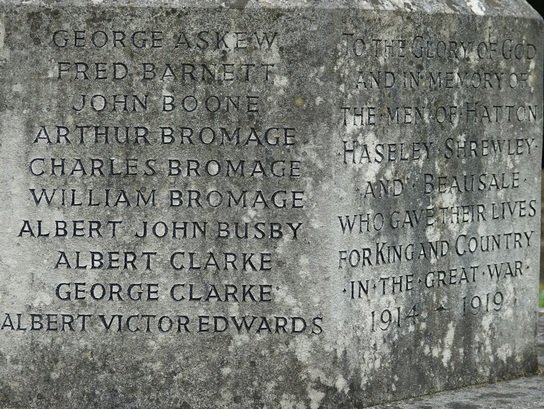 GEORGE ASKEW
FRED BARNETT
JOHN BOONE
ARTHUR BROMAGE
CHARLES BROMAGE
WILLIAM BROMAGE
ALBERT JOHN BUSBY
ALBERT CLARKE
GEORGE CLARKE
ALBERT VICTOR EDWARDS
TO THE GLORY OF GOD
AND IN MEMORY OF
THE MEN OF HATTON
HASELEY · SHREWLEY ·
· AND · BEAUSALE ·
WHO GAVE THEIR LIVES
FOR KING AND COUNTRY
· IN · THE · GREAT · WAR ·
1914 - 1919